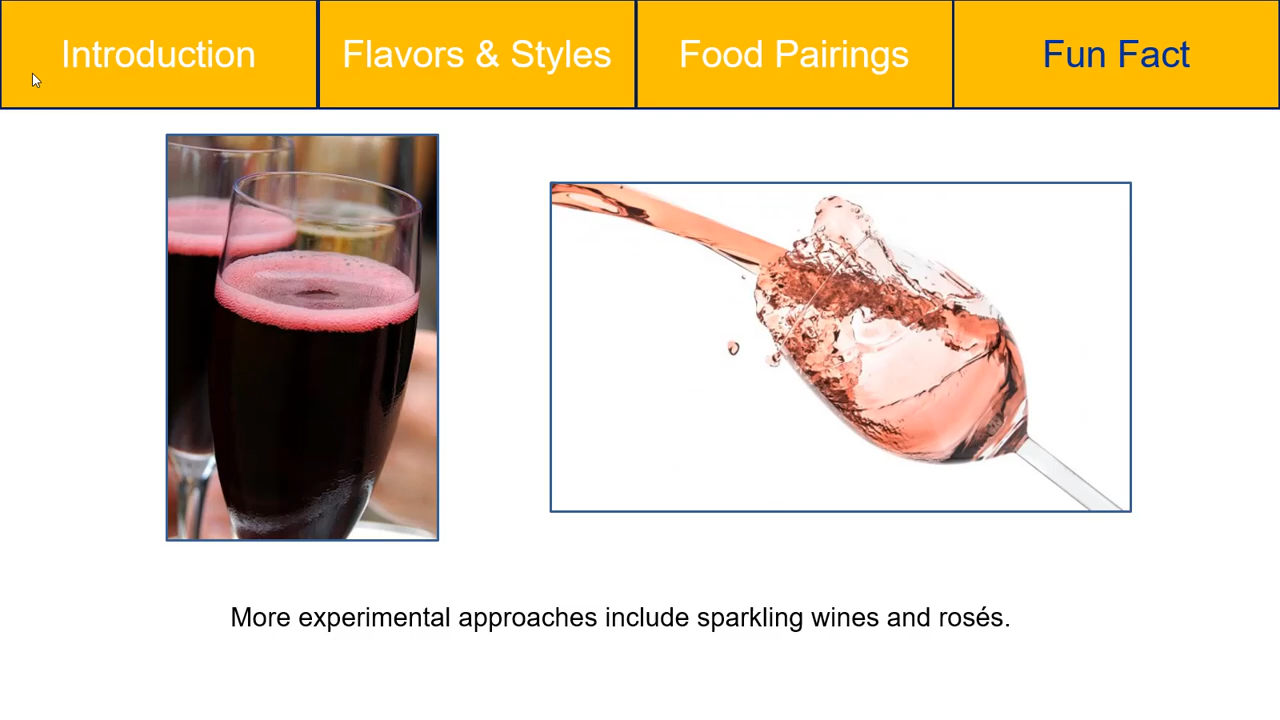 Introduction
Flavors & Styles
Food Pairings
Fun Fact
More experimental approaches include sparkling wines and rosés.